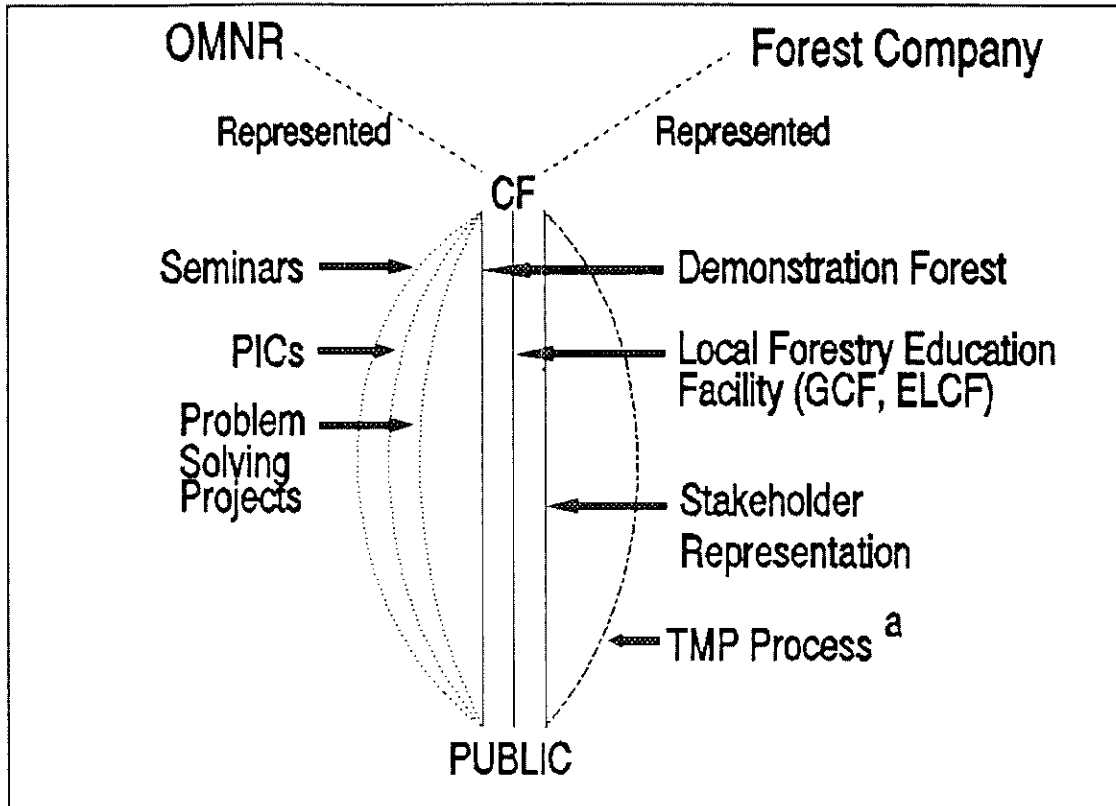 OMNR
Forest Company
Represented
Represented
CF
Seminars
Demonstration Forest
PICs
Local Forestry Education
Facility (GCF, ELCF)
Problem
Solving
Projects
Stakeholder
Representation
TMP Process a
PUBLIC